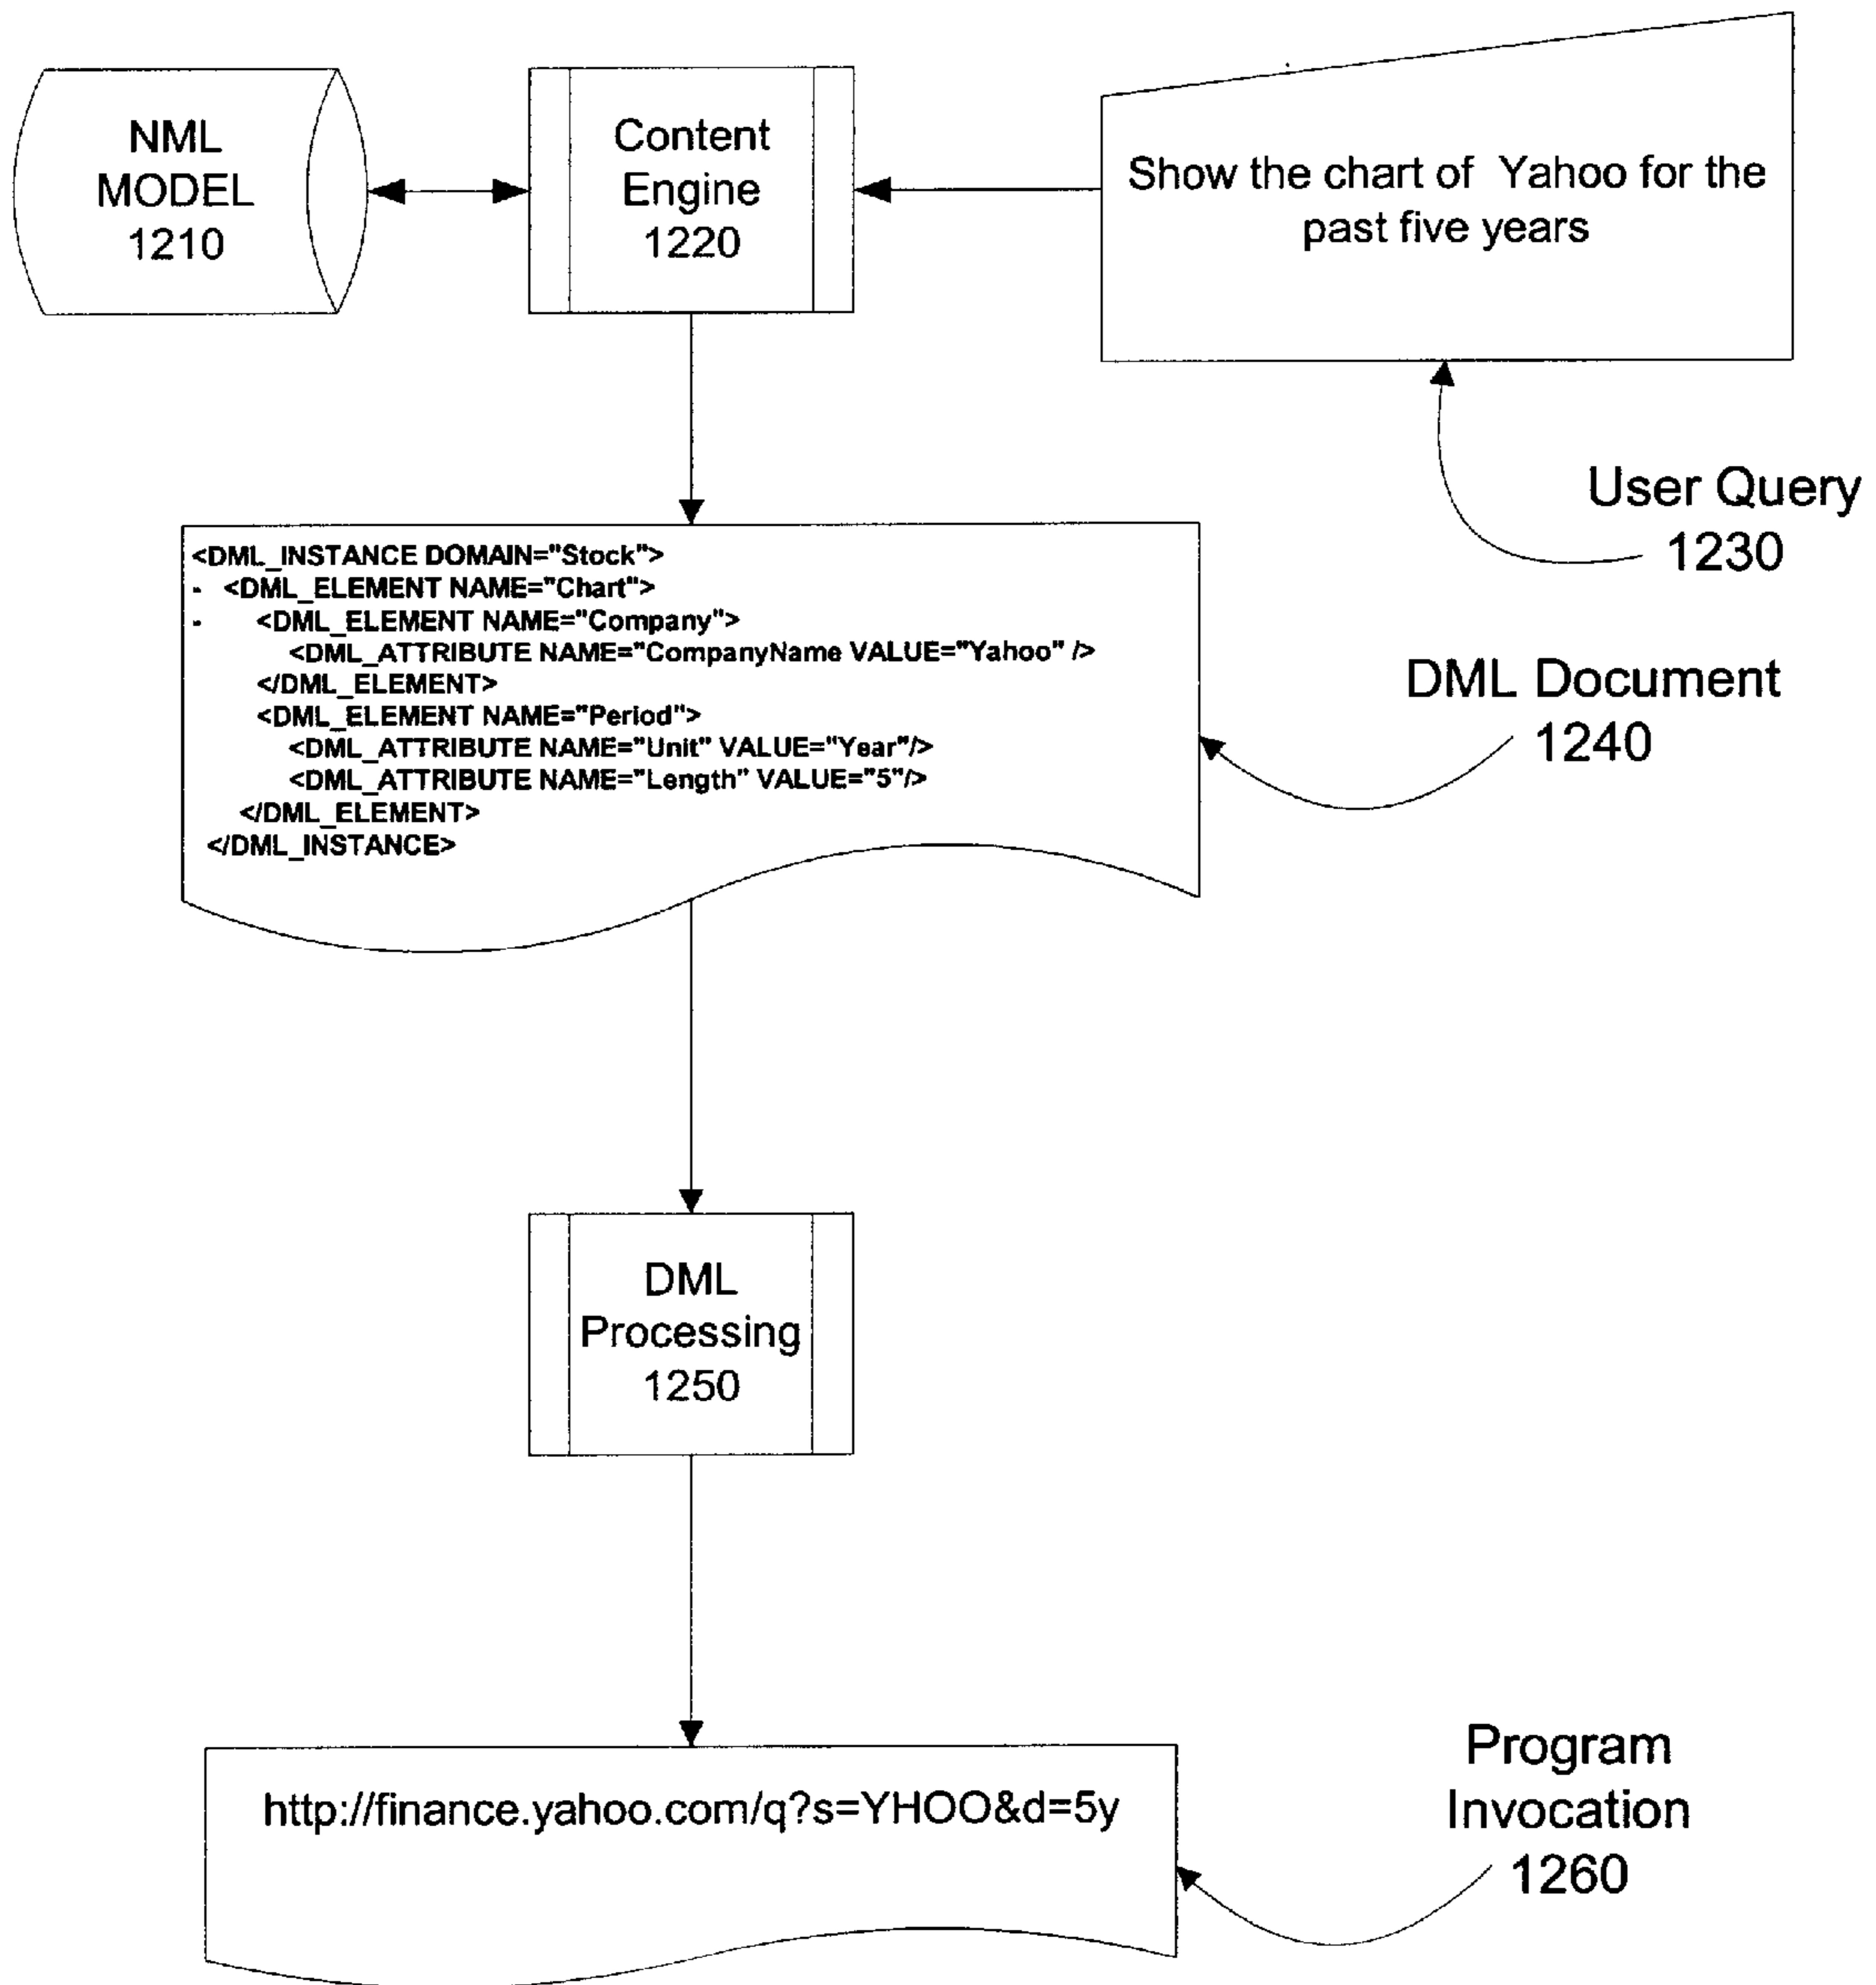 NML
MODEL
1210
Content
Engine
1220
Show the chart of  Yahoo for the
past five years
User Query
1230
<DML_INSTANCE DOMAIN="Stock">
-  <DML_ELEMENT NAME="Chart">
-    <DML_ELEMENT NAME="Company">
<DML_ATTRIBUTE NAME="CompanyName VALUE="Yahoo" />
</DML_ELEMENT>
<DML_ELEMENT NAME="Period">
<DML_ATTRIBUTE NAME="Unit" VALUE="Year"/>
<DML_ATTRIBUTE NAME="Length" VALUE="5"/>
</DML_ELEMENT>
</DML_INSTANCE>
DML Document
1240
DML
Processing
1250
http://finance.yahoo.com/q?s=YHOO&d=5y
Program
Invocation
1260